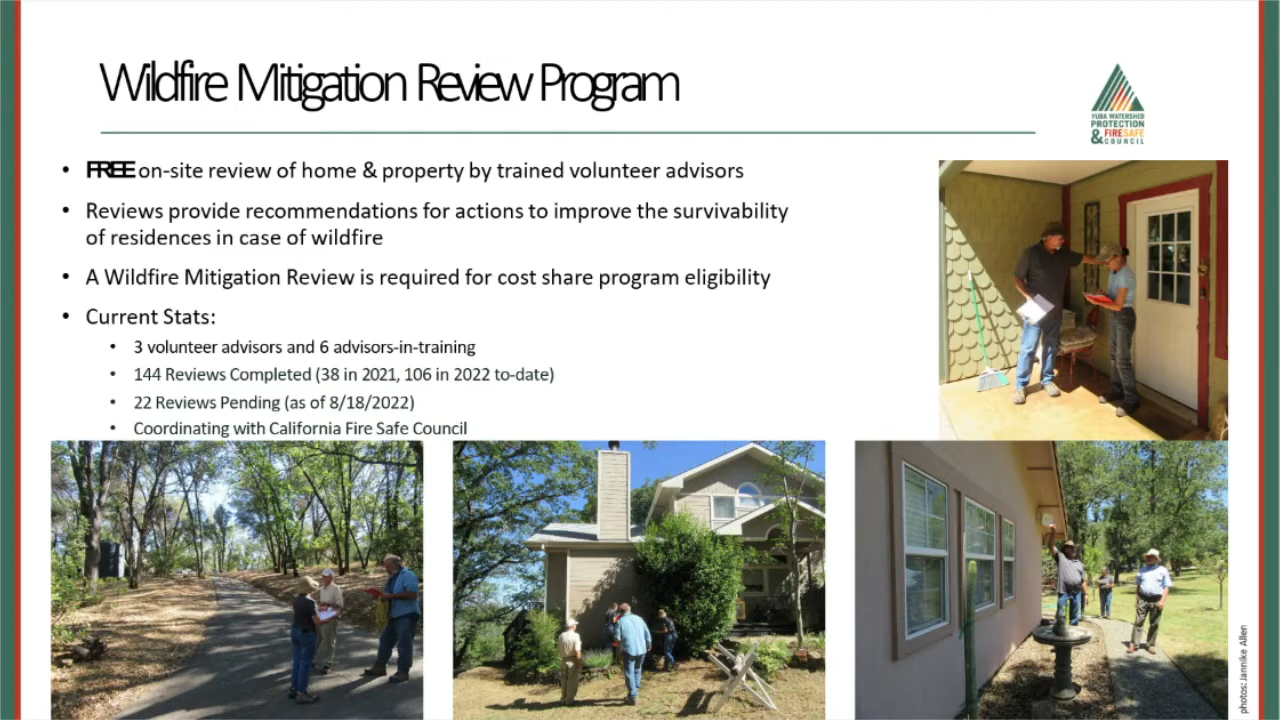 Wildfire Mitigation Review Program
YUBA WATERSHED
PROTECTION
& FIRESAFE
COUNCIL
• FREE on-site review of home & property by trained volunteer advisors
• Reviews provide recommendations for actions to improve the survivability
of residences in case of wildfire
• A Wildfire Mitigation Review is required for cost share program eligibility
• Current Stats:
• 3 volunteer advisors and 6 advisors-in-training
• 144 Reviews Completed (38 in 2021, 106 in 2022 to-date)
• 22 Reviews Pending (as of 8/18/2022)
• Coordinating with California Fire Safe Council
photos: Jannike Allen